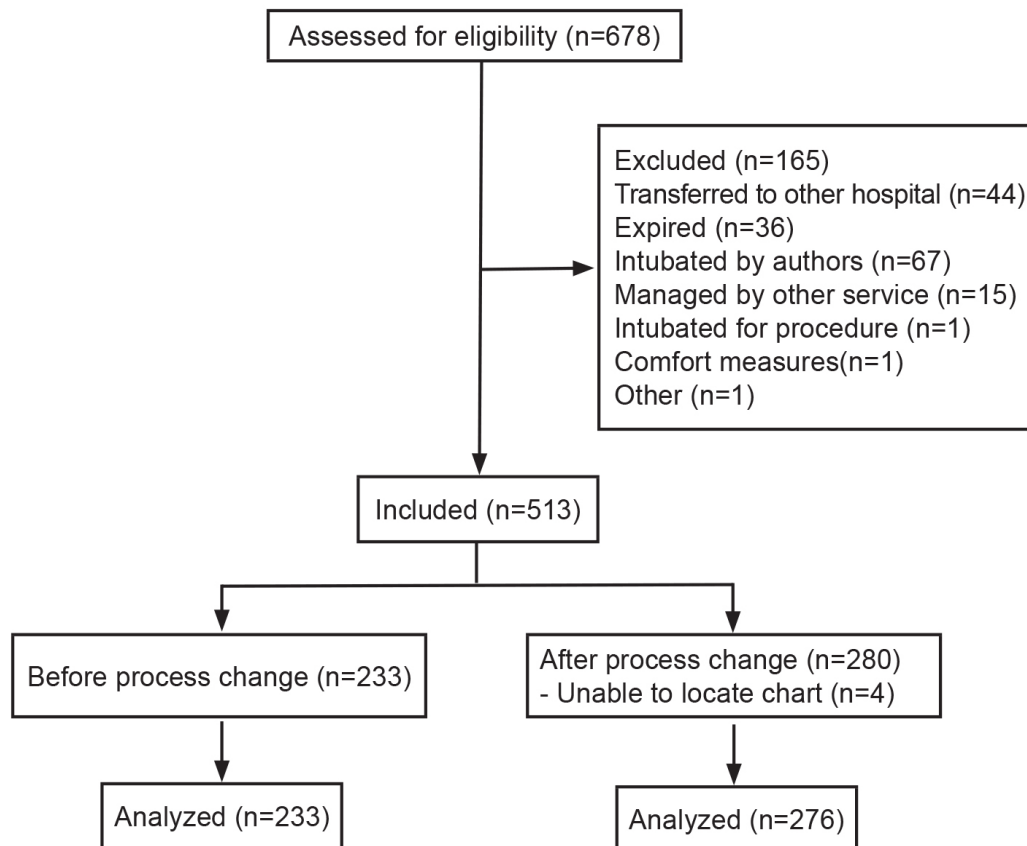 Assessed for eligibility (n=678)
Excluded (n=165)
Transferred to other hospital (n=44)
Expired (n=36)
Intubated by authors (n=67)
Managed by other service (n=15)
Intubated for procedure (n=1)
Comfort measures(n=1)
Other (n=1)
Included (n=513)
Before process change (n=233)
After process change (n=280)
- Unable to locate chart (n=4)
Analyzed (n=233)
Analyzed (n=276)